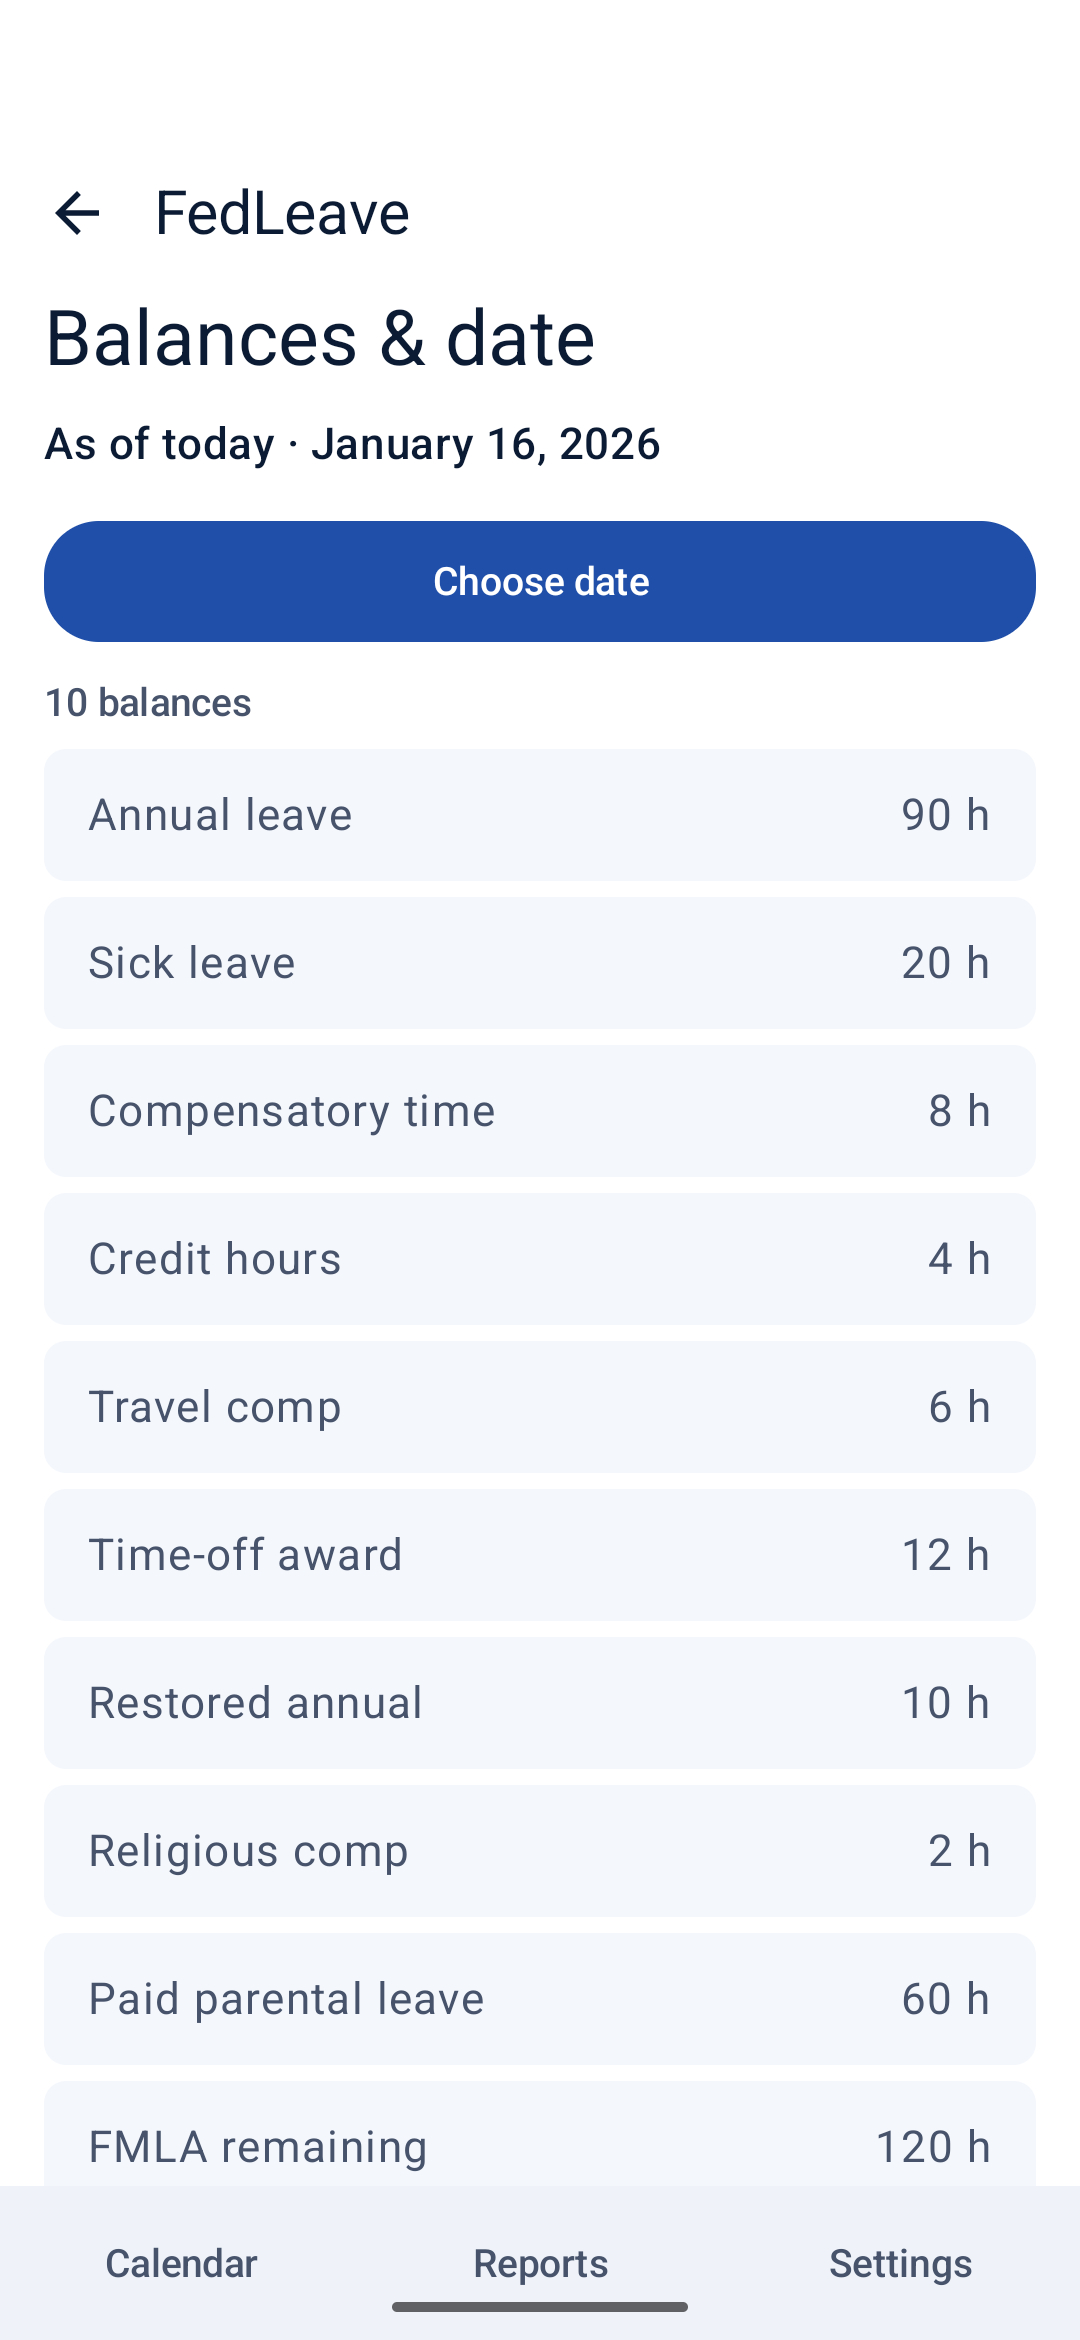 FedLeave
Balances & date
As of today · January 16, 2026
Choose date
10 balances
Annual leave 90 h
Sick leave 20 h
Compensatory time 8 h
Credit hours 4 h
Travel comp 6 h
Time-off award 12 h
Restored annual 10 h
Religious comp 2 h
Paid parental leave 60 h
FMLA remaining 120 h
Calendar Reports Settings